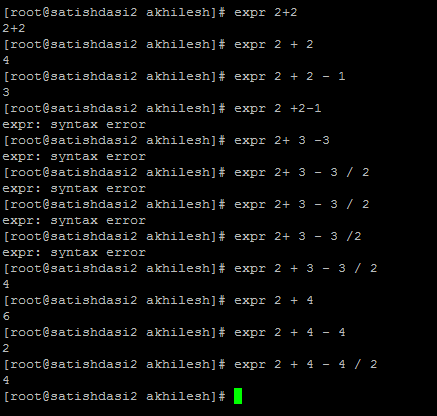 [root@satishdasi2 akhilesh]# expr 2+2
2+2
[root@satishdasi2 akhilesh]# expr 2 + 2
4
[root@satishdasi2 akhilesh]# expr 2 + 2 - 1
3
[root@satishdasi2 akhilesh]# expr 2 +2-1
expr: syntax error
[root@satishdasi2 akhilesh]# expr 2+ 3 -3
expr: syntax error
[root@satishdasi2 akhilesh]# expr 2+ 3 - 3 / 2
expr: syntax error
[root@satishdasi2 akhilesh]# expr 2+ 3 - 3 / 2
expr: syntax error
[root@satishdasi2 akhilesh]# expr 2+ 3 - 3 /2
expr: syntax error
[root@satishdasi2 akhilesh]# expr 2 + 3 - 3 / 2
4
[root@satishdasi2 akhilesh]# expr 2 + 4
6
[root@satishdasi2 akhilesh]# expr 2 + 4 - 4
2
[root@satishdasi2 akhilesh]# expr 2 + 4 - 4 / 2
4
[root@satishdasi2 akhilesh]#